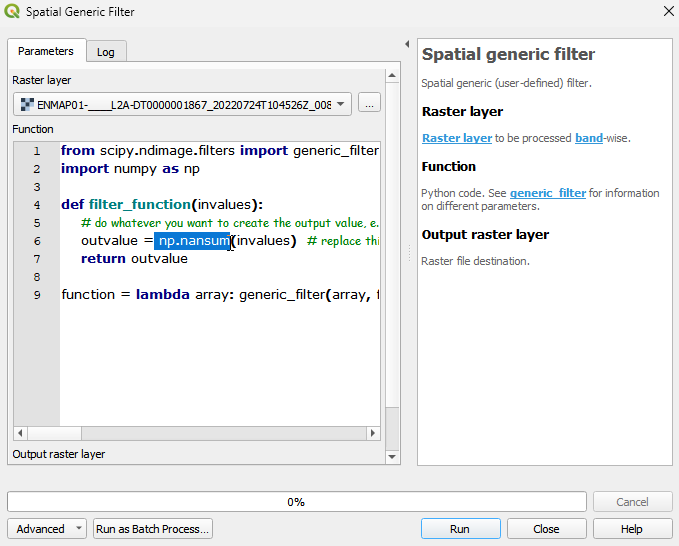 Spatial Generic Filter
Parameters
Log
Raster layer
ENMAP01-____L2A-DT0000001867_20220724T104526Z_008
...
Function
1 from scipy.ndimage.filters import generic_filter
2 import numpy as np
3
4 def filter_function(invalues):
5 # do whatever you want to create the output value, e.
6 outvalue = np.nansum(invalues) # replace thi
7 return outvalue
8
9 function = lambda array: generic_filter(array, f
Output raster layer
Spatial generic filter
Spatial generic (user-defined) filter.
Raster layer
Raster layer to be processed band-wise.
Function
Python code. See generic_filter for information
on different parameters.
Output raster layer
Raster file destination.
0%
Cancel
Advanced
Run as Batch Process...
Run
Close
Help